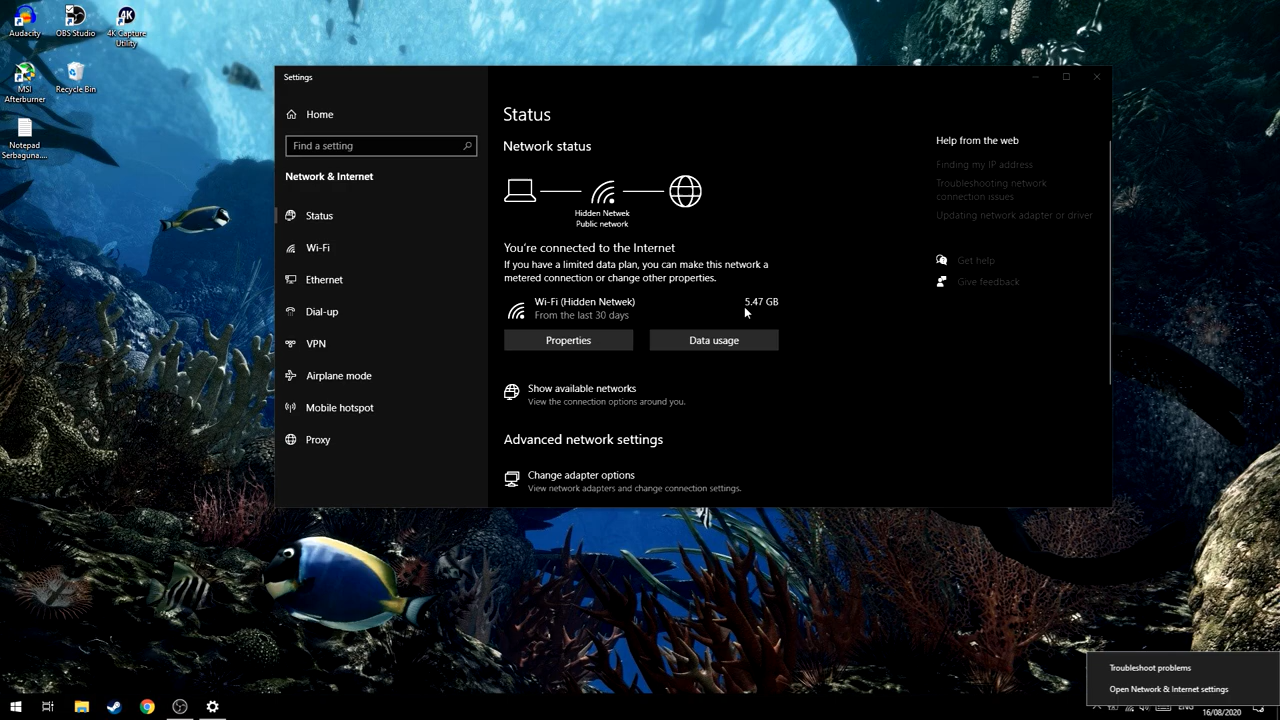 Audacity
OBS Studio
4K Capture
Utility
MSI
Afterburner
Recycle Bin
Notepad
Serbaguna....
Settings
Home
Find a setting
Network & Internet
Status
Wi-Fi
Ethernet
Dial-up
VPN
Airplane mode
Mobile hotspot
Proxy
Status
Network status
Hidden Netwek
Public network
You're connected to the Internet
If you have a limited data plan, you can make this network a
metered connection or change other properties.
Wi-Fi (Hidden Netwek)
5.47 GB
From the last 30 days
Properties
Data usage
Show available networks
View the connection options around you.
Advanced network settings
Change adapter options
View network adapters and change connection settings.
Help from the web
Finding my IP address
Troubleshooting network
connection issues
Updating network adapter or driver
Get help
Give feedback
Troubleshoot problems
Open Network & Internet settings
ENG
16/08/2020